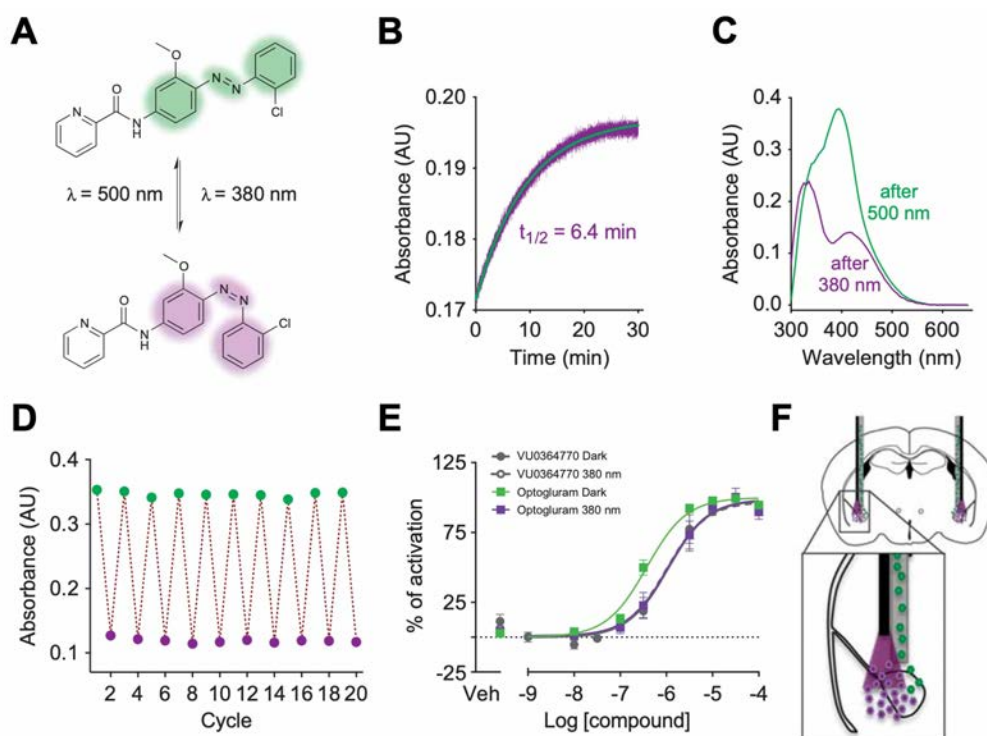 A
O
N
N
Cl
O
N
NH
λ = 500 nm
λ = 380 nm
O
N
N
Cl
O
N
NH
B
0.20
0.19
0.18
0.17
Absorbance (AU)
t1/2 = 6.4 min
0
10
20
30
Time (min)
C
0.4
0.3
0.2
0.1
0.0
Absorbance (AU)
after
500 nm
after
380 nm
300
400
500
600
Wavelength (nm)
D
0.4
0.3
0.2
0.1
Absorbance (AU)
2 4 6 8 10 12 14 16 18 20
Cycle
E
VU0364770 Dark
VU0364770 380 nm
Optogluram Dark
Optogluram 380 nm
125
75
25
-25
% of activation
Veh -9 -8 -7 -6 -5 -4
Log [compound]
F